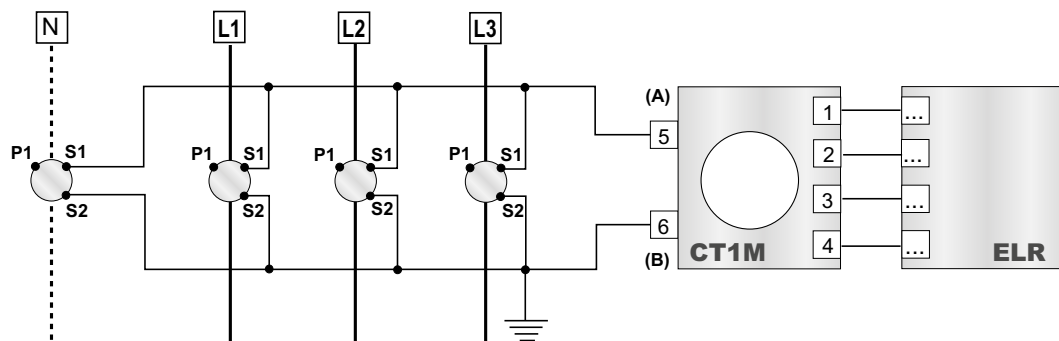 N L1 L2 L3
(A)
1 ...
5
P1 S1 P1 S1 P1 S1 P1 S1
2 ...
S2 S2 S2 S2
3 ...
6
4 ...
(B) CT1M ELR